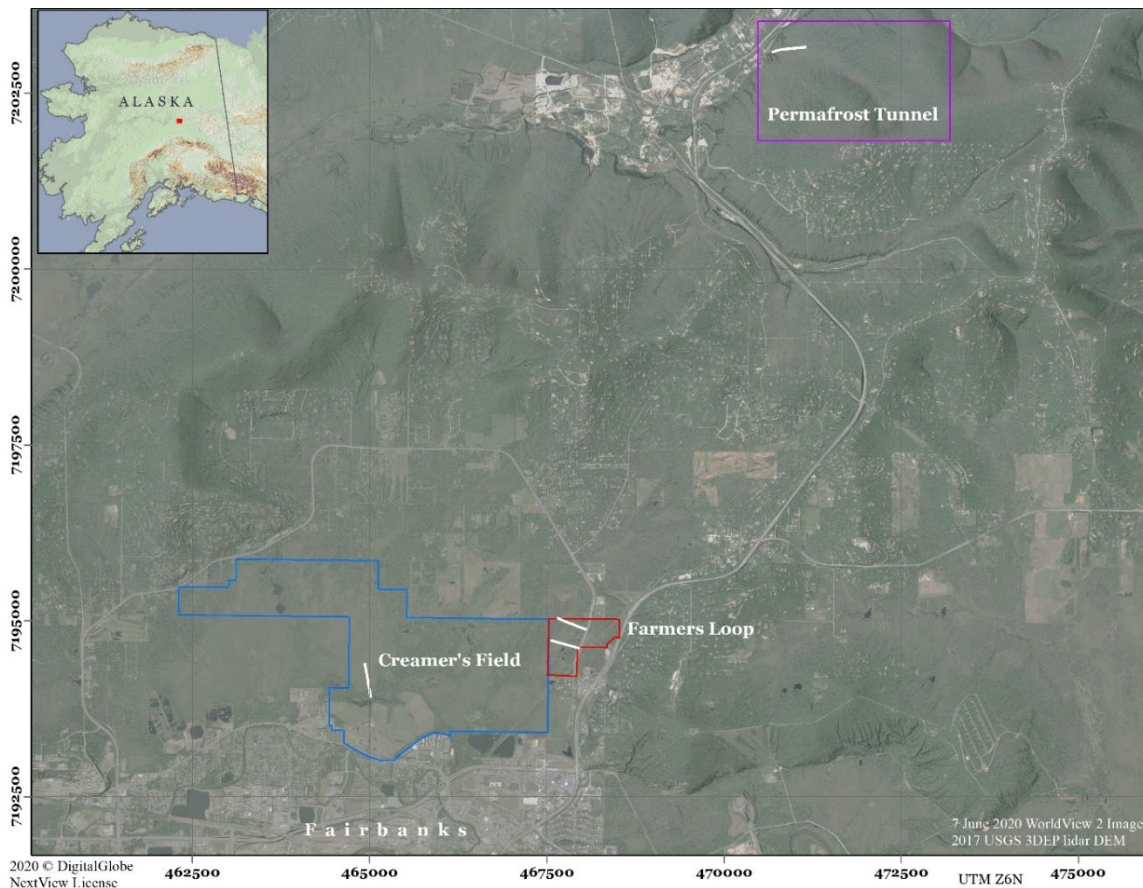 ALASKA
Permafrost Tunnel
7202500
7200000
7197500
7195000
7192500
Farmers Loop
Creamer's Field
Fairbanks
7 June 2020 WorldView 2 Image
2017 USGS 3DEP lidar DEM
2020 © DigitalGlobe
NextView License
462500
465000
467500
470000
472500
475000
UTM Z6N